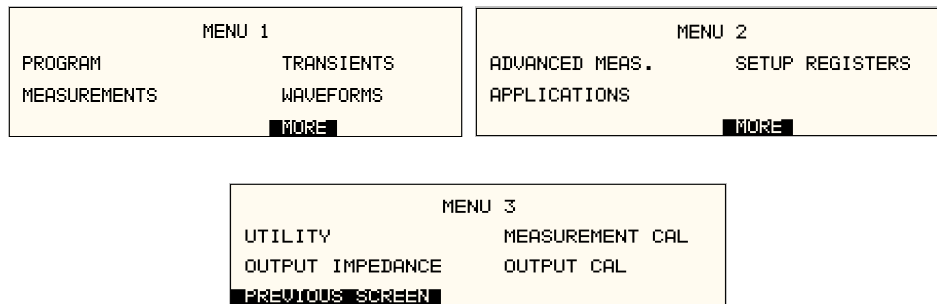 MENU 1
PROGRAM TRANSIENTS
MEASUREMENTS WAVEFORMS
MORE
MENU 2
ADVANCED MEAS. SETUP REGISTERS
APPLICATIONS
MORE
MENU 3
UTILITY MEASUREMENT CAL
OUTPUT IMPEDANCE OUTPUT CAL
PREVIOUS SCREEN